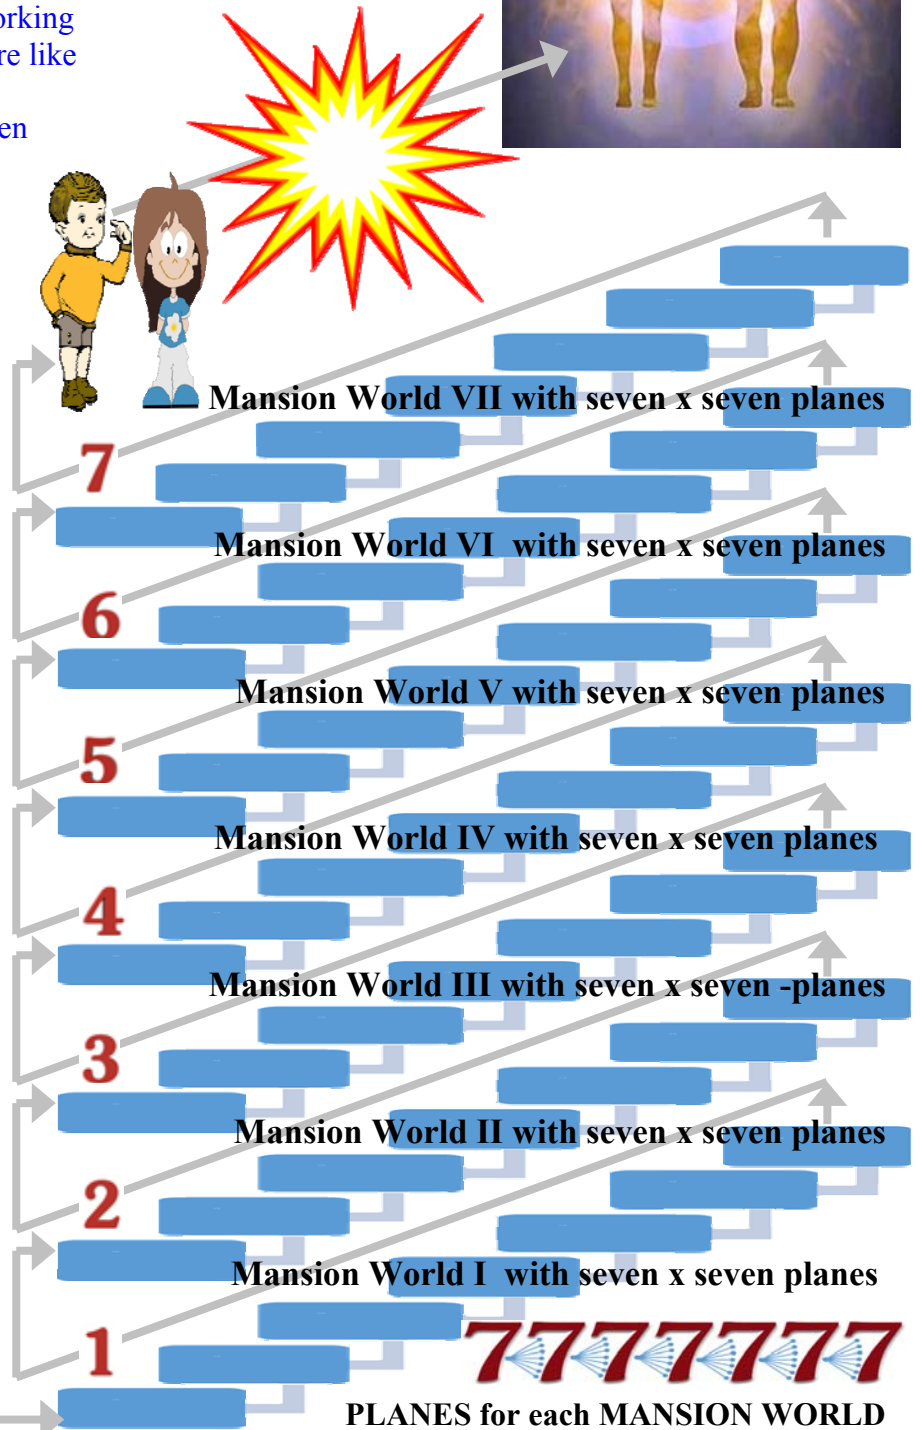 orking
re like
en
Mansion World VII with seven x seven planes
7
Mansion World VI with seven x seven planes
6
Mansion World V with seven x seven planes
5
Mansion World IV with seven x seven planes
4
Mansion World III with seven x seven -planes
3
Mansion World II with seven x seven planes
2
Mansion World I with seven x seven planes
1
7777777
PLANES for each MANSION WORLD